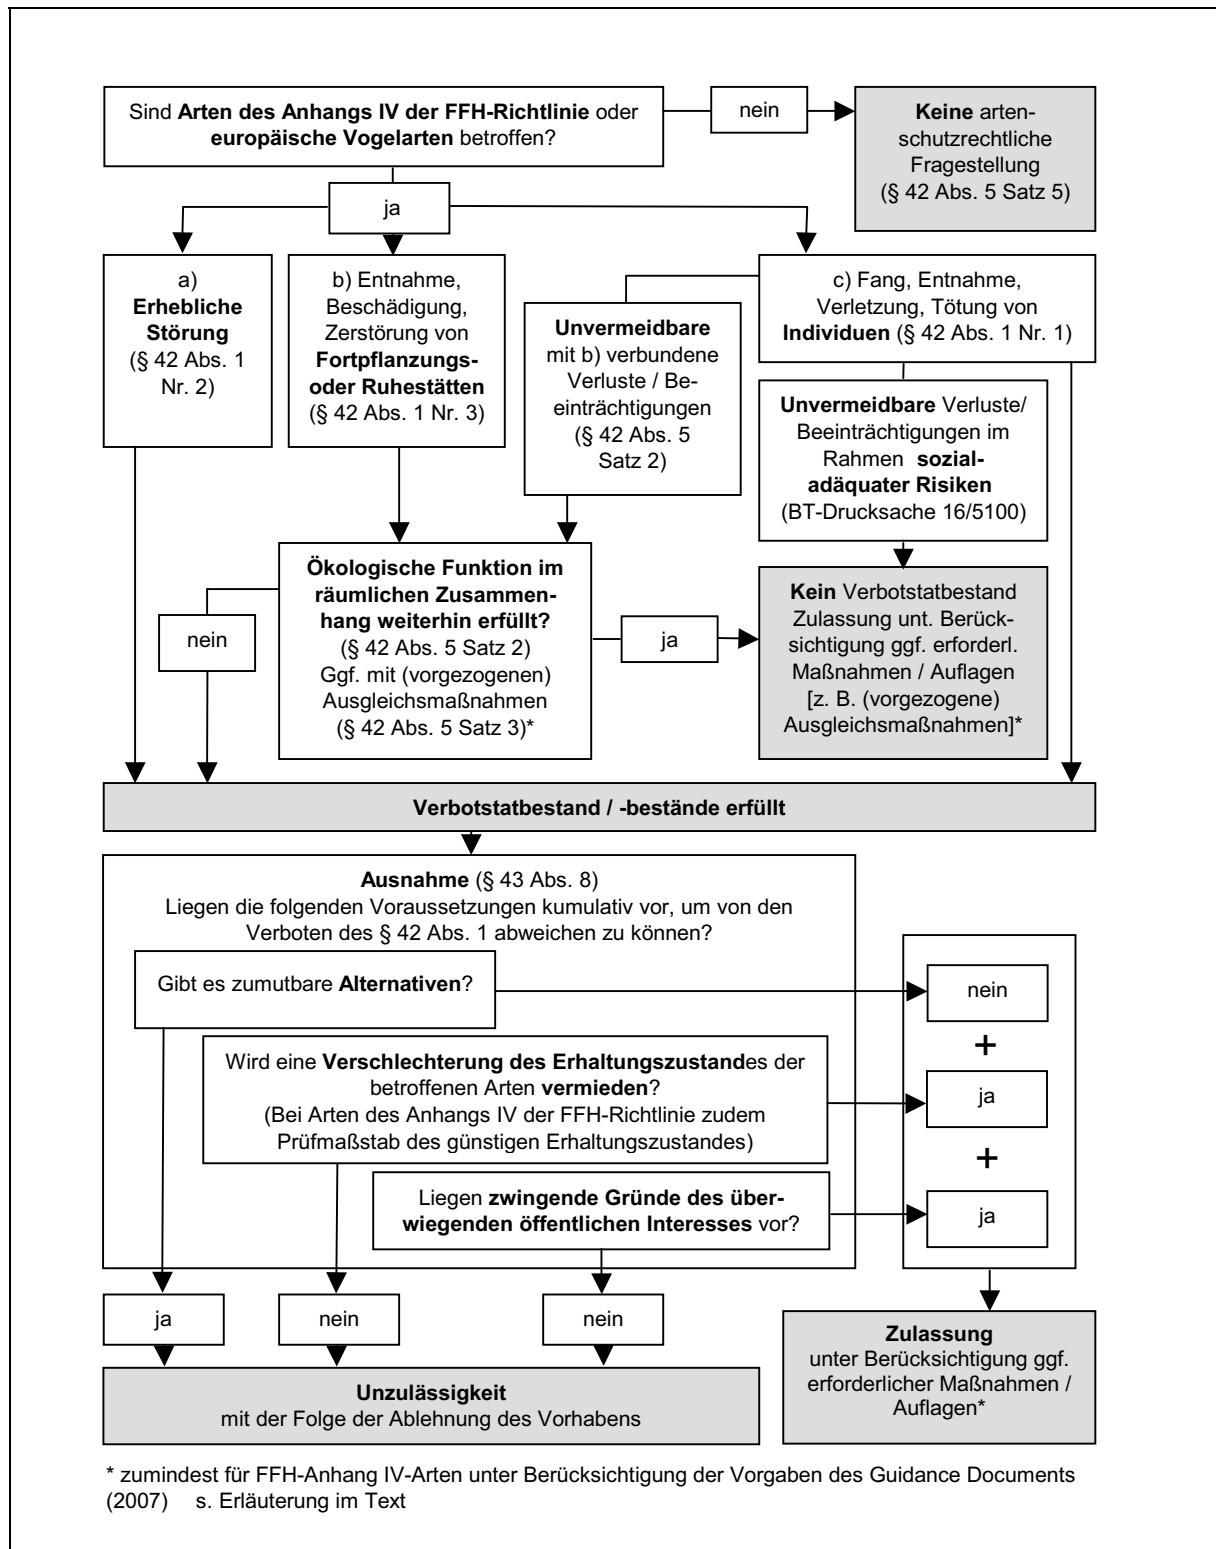 Sind Arten des Anhangs IV der FFH-Richtlinie oder
europäische Vogelarten betroffen?
nein
Keine arten-
schutzrechtliche
Fragestellung
(§ 42 Abs. 5 Satz 5)
ja
a)
Erhebliche
Störung
(§ 42 Abs. 1
Nr. 2)
b) Entnahme,
Beschädigung,
Zerstörung von
Fortpflanzungs-
oder Ruhestätten
(§ 42 Abs. 1 Nr. 3)
Unvermeidbare
mit b) verbundene
Verluste / Be-
einträchtigungen
(§ 42 Abs. 5
Satz 2)
c) Fang, Entnahme,
Verletzung, Tötung von
Individuen (§ 42 Abs. 1 Nr. 1)
Unvermeidbare Verluste/
Beeinträchtigungen im
Rahmen sozial-
adäquater Risiken
(BT-Drucksache 16/5100)
Ökologische Funktion im
räumlichen Zusammen-
hang weiterhin erfüllt?
(§ 42 Abs. 5 Satz 2)
Ggf. mit (vorgezogenen)
Ausgleichsmaßnahmen
(§ 42 Abs. 5 Satz 3)*
nein
ja
Kein Verbotstatbestand
Zulassung unt. Berück-
sichtigung ggf. erforderl.
Maßnahmen / Auflagen
[z. B. (vorgezogene)
Ausgleichsmaßnahmen]*
Verbotstatbestand / -bestände erfüllt
Ausnahme (§ 43 Abs. 8)
Liegen die folgenden Voraussetzungen kumulativ vor, um von den
Verboten des § 42 Abs. 1 abweichen zu können?
Gibt es zumutbare Alternativen?
nein
+
Wird eine Verschlechterung des Erhaltungszustandes der
betroffenen Arten vermieden?
(Bei Arten des Anhangs IV der FFH-Richtlinie zudem
Prüfmaßstab des günstigen Erhaltungszustandes)
ja
+
Liegen zwingende Gründe des über-
wiegenden öffentlichen Interesses vor?
ja
ja
nein
nein
Unzulässigkeit
mit der Folge der Ablehnung des Vorhabens
Zulassung
unter Berücksichtigung ggf.
erforderlicher Maßnahmen /
Auflagen*
* zumindest für FFH-Anhang IV-Arten unter Berücksichtigung der Vorgaben des Guidance Documents
(2007) s. Erläuterung im Text